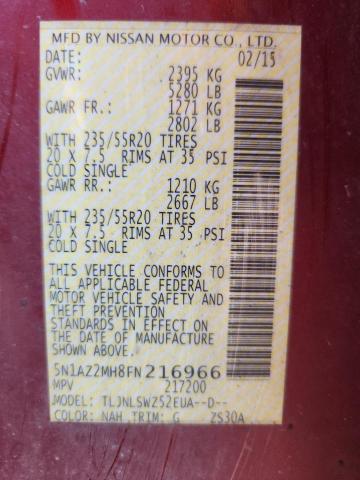 MFD BY NISSAN MOTOR CO., LTD.
DATE: 02/15
GVWR: 2395 KG
5280 LB
GAWR FR.: 1271 KG
2802 LB
WITH 235/55R20 TIRES
20 X 7.5 RIMS AT 35 PSI
COLD SINGLE
GAWR RR.: 1210 KG
2667 LB
WITH 235/55R20 TIRES
20 X 7.5 RIMS AT 35 PSI
COLD SINGLE
THIS VEHICLE CONFORMS TO
ALL APPLICABLE FEDERAL
MOTOR VEHICLE SAFETY AND
THEFT PREVENTION
STANDARDS IN EFFECT ON
THE DATE OF MANUFACTURE
SHOWN ABOVE.
5N1AZ2MH8FN216966
MPV 217200
MODEL: TLJNLSWZ52EUA--D--
COLOR: NAH TRIM: G ZS30A